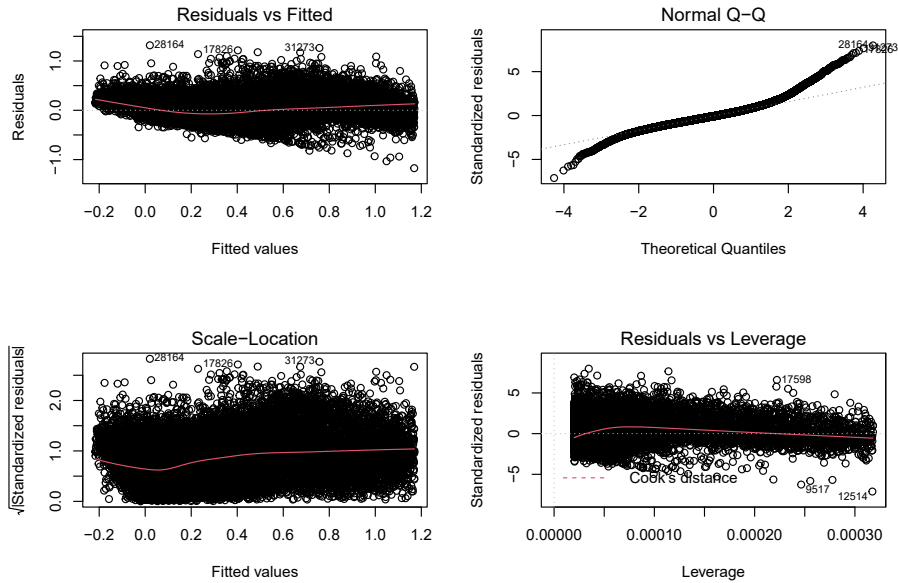 Residuals vs Fitted
Residuals
−1.0 0.0 1.0
28164
17826
31273
−0.2 0.0 0.2 0.4 0.6 0.8 1.0 1.2
Fitted values
Normal Q−Q
Standardized residuals
−5 0 5
28164
−4 −2 0 2 4
Theoretical Quantiles
Scale−Location
√|Standardized residuals|
0.0 1.0 2.0
28164
17826
31273
−0.2 0.0 0.2 0.4 0.6 0.8 1.0 1.2
Fitted values
Residuals vs Leverage
Standardized residuals
−5 0 5
17598
Cook's distance
9517
12514
0.00000 0.00010 0.00020 0.00030
Leverage